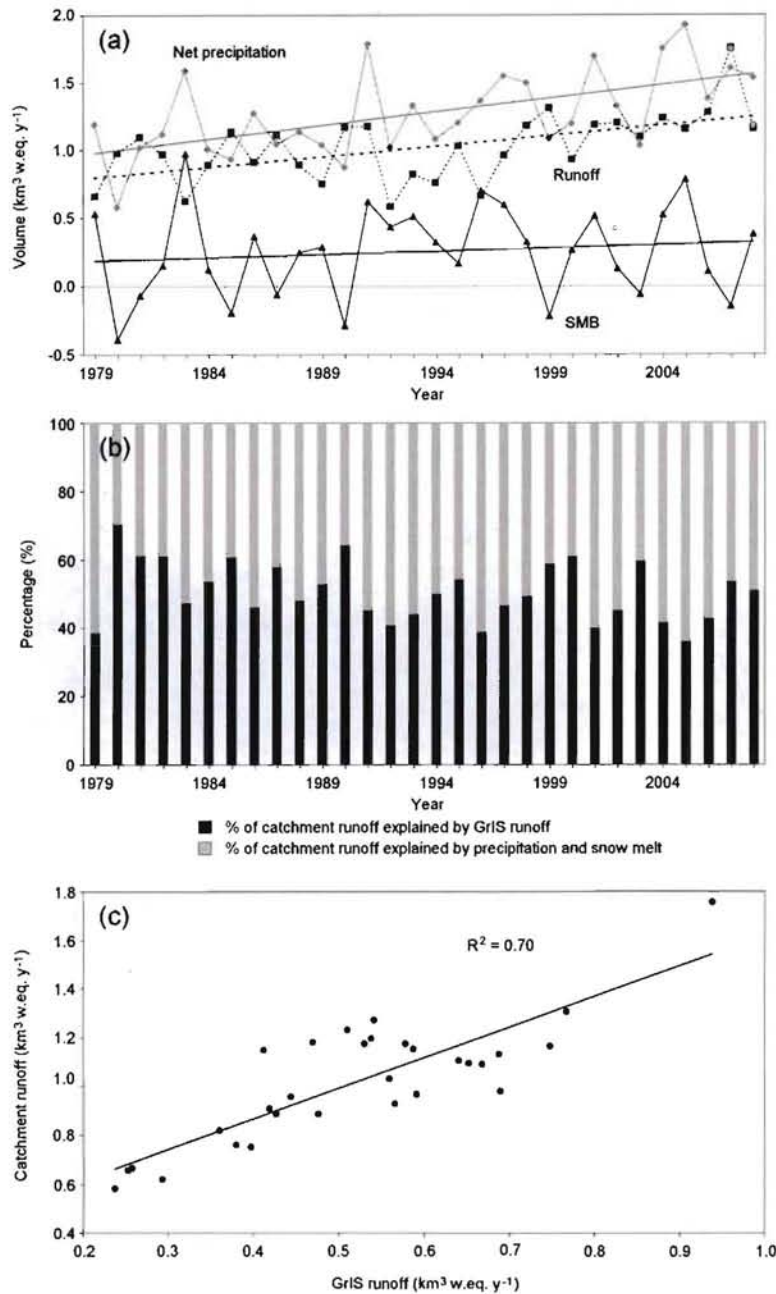 (a)
Net precipitation
Runoff
SMB
Volume (km³ w.eq. y⁻¹)
2.0
1.5
1.0
0.5
0.0
-0.5
1979 1984 1989 1994 1999 2004
Year
(b)
Percentage (%)
100
80
60
40
20
0
1979 1984 1989 1994 1999 2004
Year
% of catchment runoff explained by GrIS runoff
% of catchment runoff explained by precipitation and snow melt
(c)
R² = 0.70
Catchment runoff (km³ w.eq. y⁻¹)
1.8
1.6
1.4
1.2
1.0
0.8
0.6
0.4
0.2 0.3 0.4 0.5 0.6 0.7 0.8 0.9 1.0
GrIS runoff (km³ w.eq. y⁻¹)